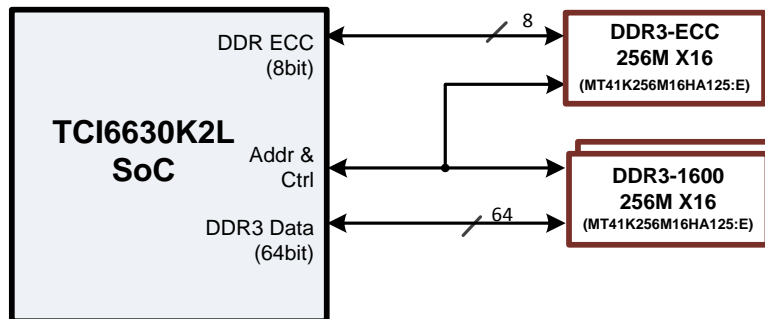 DDR ECC
(8bit)
8
DDR3-ECC
256M X16
(MT41K256M16HA125:E)
TCI6630K2L
SoC
Addr &
Ctrl
DDR3-1600
256M X16
(MT41K256M16HA125:E)
DDR3 Data
(64bit)
64